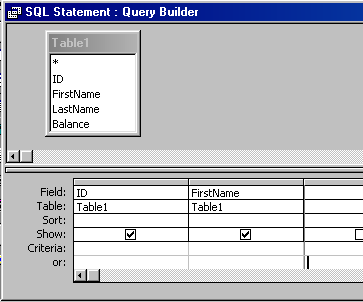 SQL Statement : Query Builder
Table1
*
ID
FirstName
LastName
Balance
Field: ID FirstName
Table: Table1 Table1
Sort:
Show:
Criteria:
or: